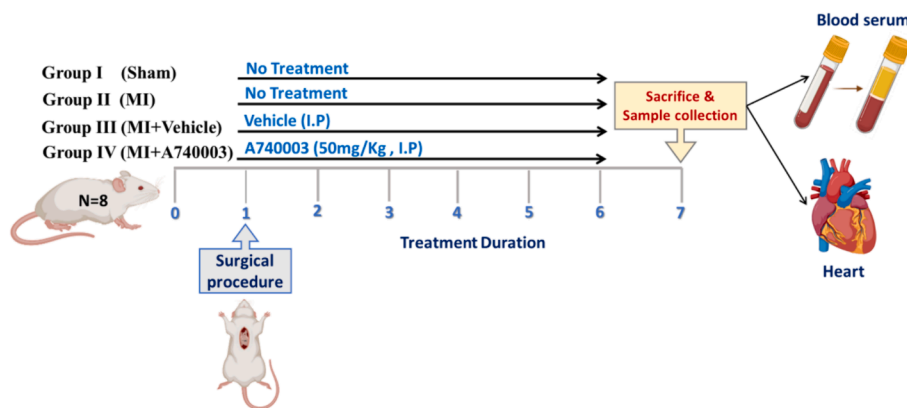 Blood serum
Group I (Sham) No Treatment
Group II (MI) No Treatment
Group III (MI+Vehicle) Vehicle (I.P)
Group IV (MI+A740003) A740003 (50mg/Kg , I.P)
Sacrifice &
Sample collection
N=8
0 1 2 3 4 5 6 7
Treatment Duration
Surgical
procedure
Heart